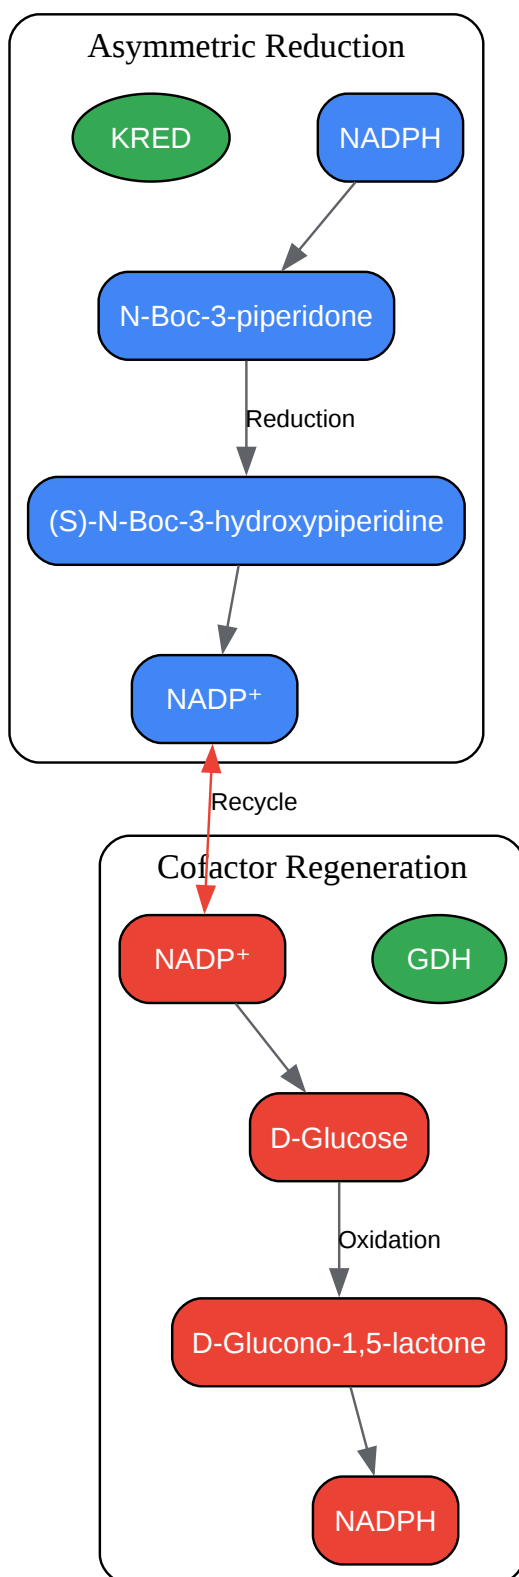 Asymmetric Reduction
KRED
NADPH
N-Boc-3-piperidone
Reduction
(S)-N-Boc-3-hydroxypiperidine
NADP⁺
Recycle
Cofactor Regeneration
NADP⁺
GDH
D-Glucose
Oxidation
D-Glucono-1,5-lactone
NADPH